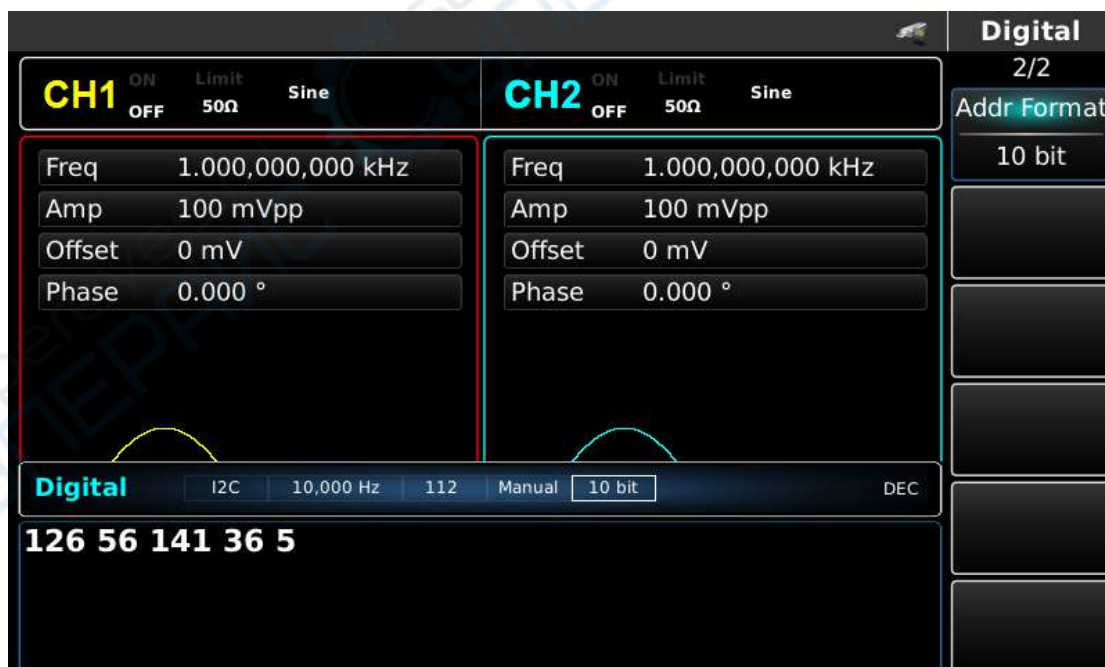 Digital
2/2
Addr Format
10 bit
CH1 ON OFF Limit 50Ω Sine
CH2 ON OFF Limit 50Ω Sine
Freq 1.000,000,000 kHz
Amp 100 mVpp
Offset 0 mV
Phase 0.000 °
Freq 1.000,000,000 kHz
Amp 100 mVpp
Offset 0 mV
Phase 0.000 °
Digital I2C 10,000 Hz 112 Manual 10 bit DEC
126 56 141 36 5